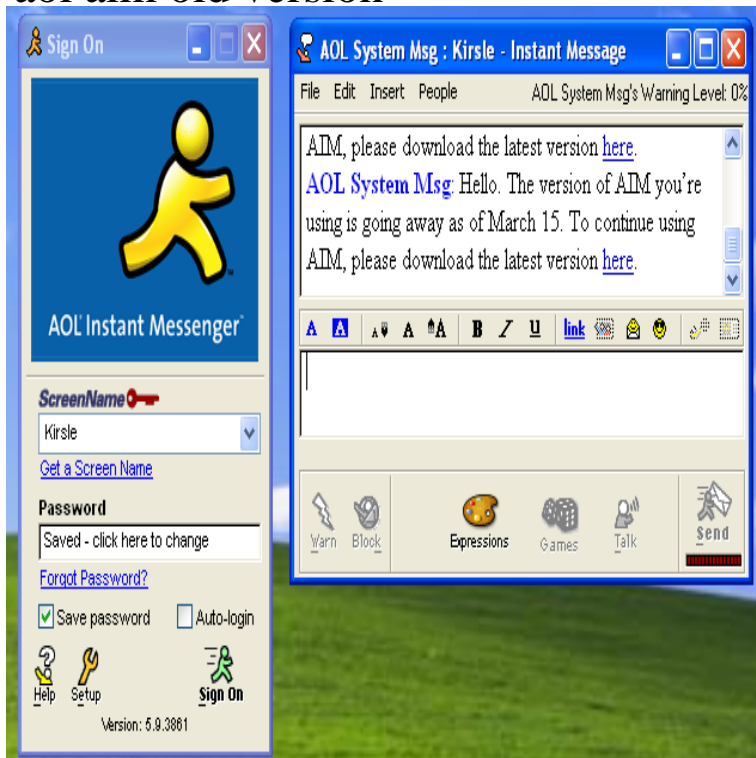 aol aim old version
Sign On
AOL Instant Messenger
ScreenName
Kirsle
Get a Screen Name
Password
Saved - click here to change
Forgot Password?
Save password Auto-login
Help Setup Sign On
Version: 5.9.3861
AOL System Msg : Kirsle - Instant Message
File Edit Insert People AOL System Msg's Warning Level: 0%
AIM, please download the latest version here.
AOL System Msg: Hello. The version of AIM you're
using is going away as of March 15. To continue using
AIM, please download the latest version here.
A A A A A B I U link
Warn Block Expressions Games Talk Send